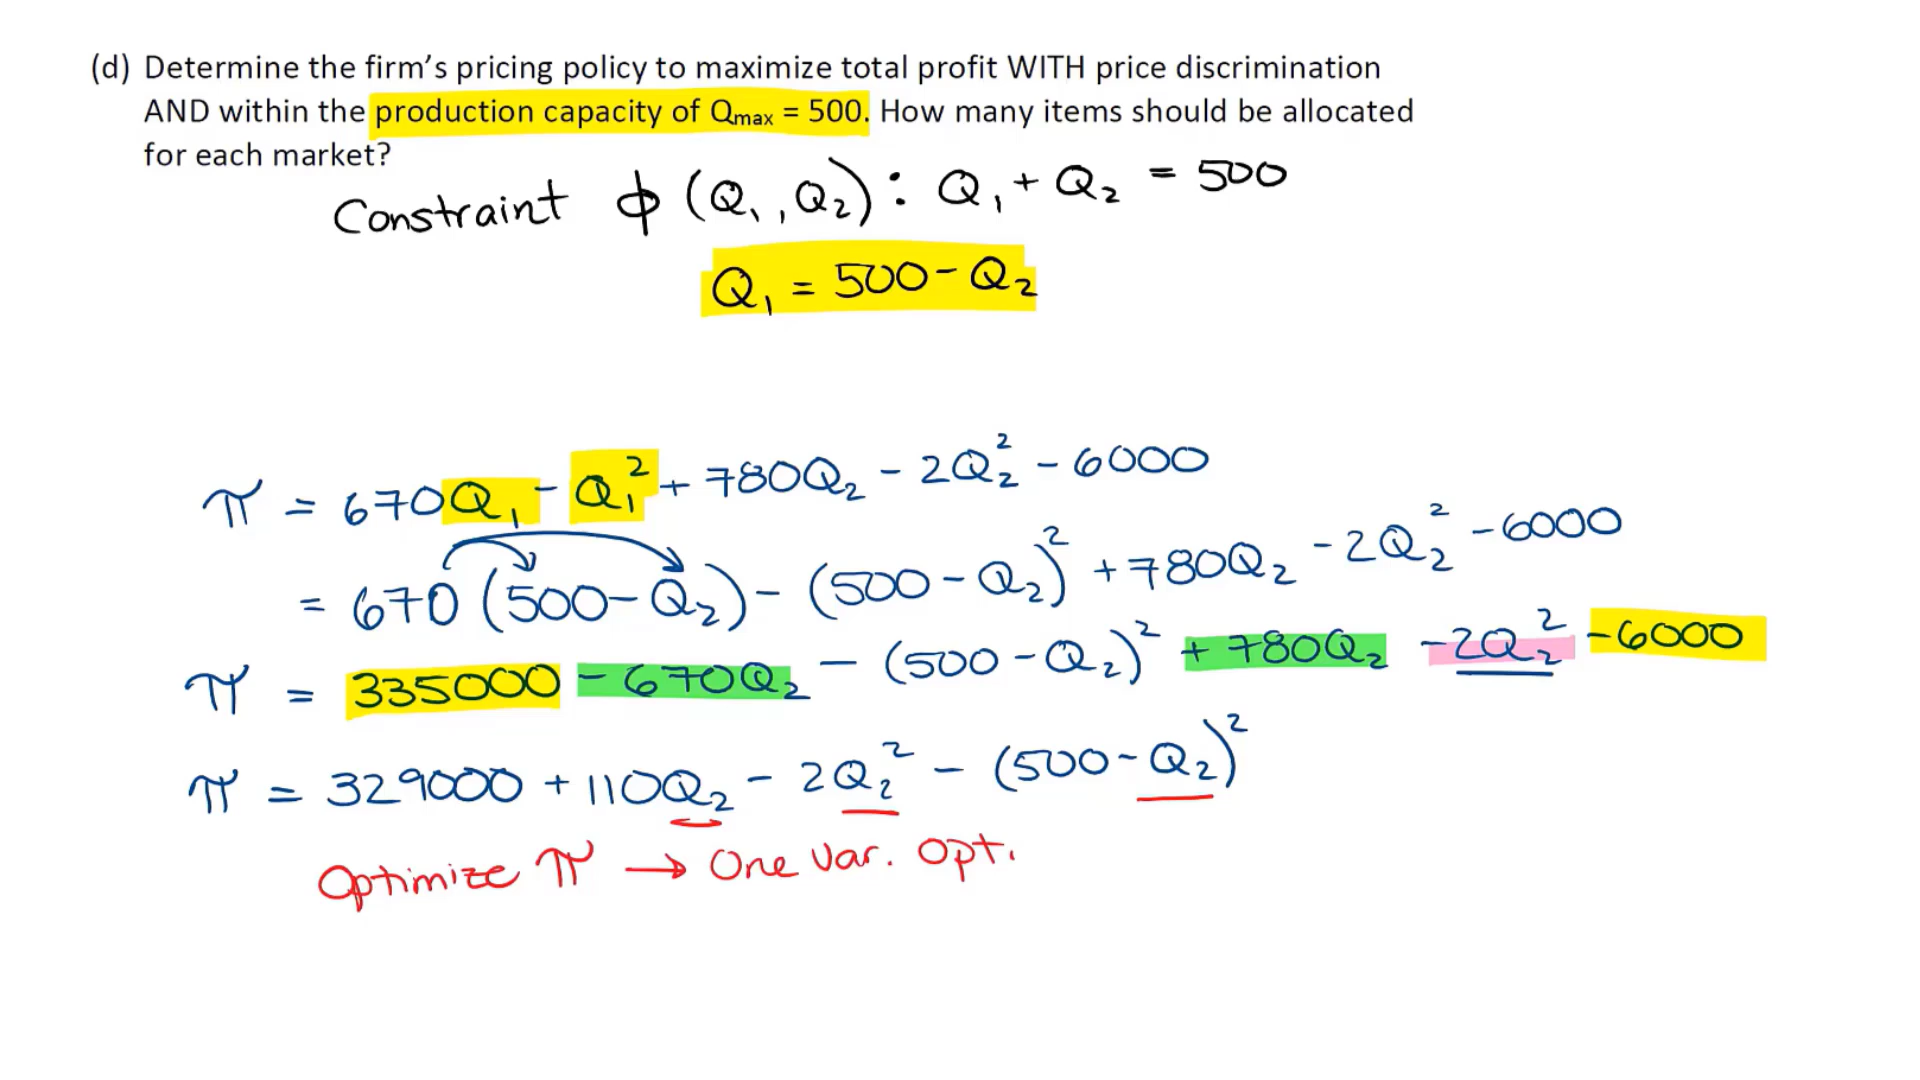 (d) Determine the firm’s pricing policy to maximize total profit WITH price discrimination
AND within the production capacity of Qₘₐₓ = 500. How many items should be allocated
for each market?
Constraint ϕ (Q₁, Q₂): Q₁ + Q₂ = 500
Q₁ = 500 - Q₂
π = 670Q₁ - Q₁² + 780Q₂ - 2Q₂² - 6000
= 670 (500 - Q₂) - (500 - Q₂)² + 780Q₂ - 2Q₂² - 6000
π = 335000 - 670Q₂ - (500 - Q₂)² + 780Q₂ - 2Q₂² - 6000
π = 329000 + 110Q₂ - 2Q₂² - (500 - Q₂)²
Optimize π → One Var. Opt.